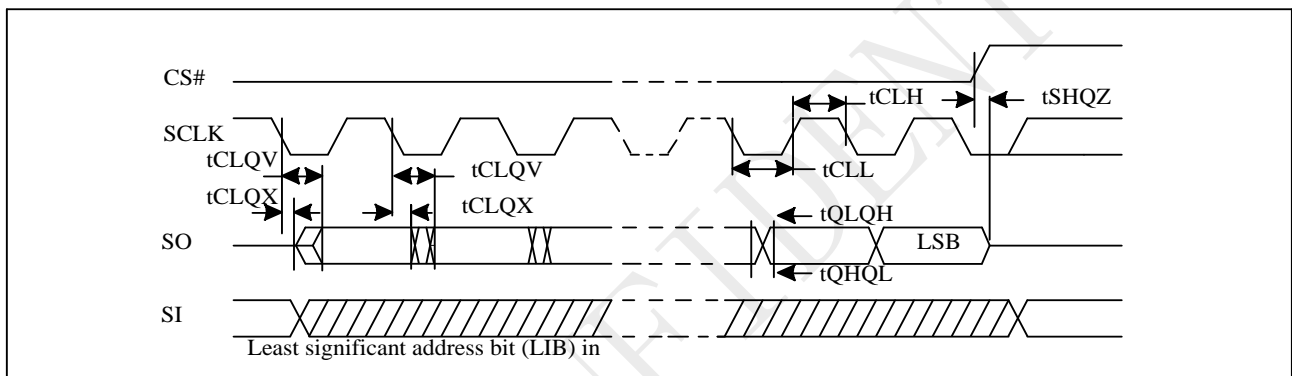 CS#
tCLH
tSHQZ
SCLK
tCLQV
tCLQV
tCLL
tCLQX
tCLQX
tQLQH
SO
LSB
tQHQL
SI
Least significant address bit (LIB) in